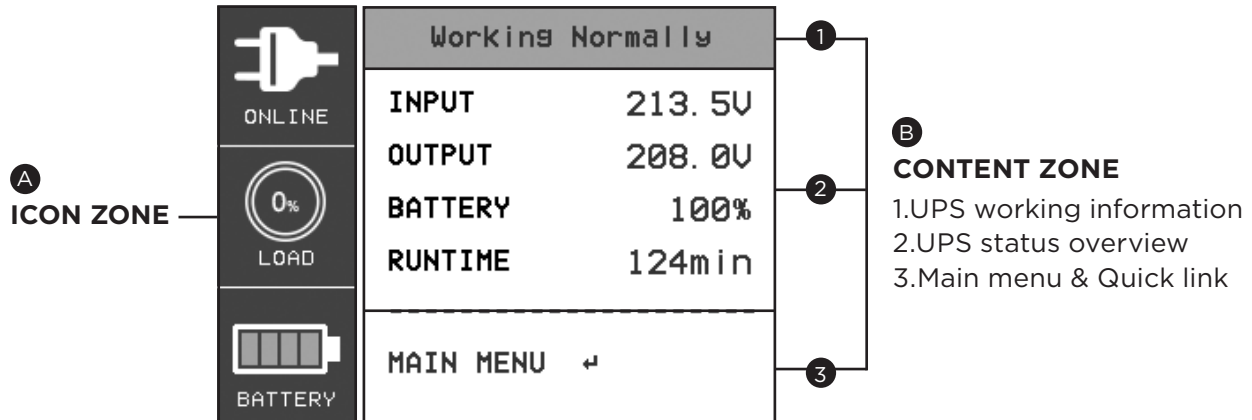 A
ICON ZONE
ONLINE
0%
LOAD
BATTERY
Working Normally
INPUT 213.5V
OUTPUT 208.0V
BATTERY 100%
RUNTIME 124min
MAIN MENU ↵
1
2
3
B
CONTENT ZONE
1.UPS working information
2.UPS status overview
3.Main menu & Quick link